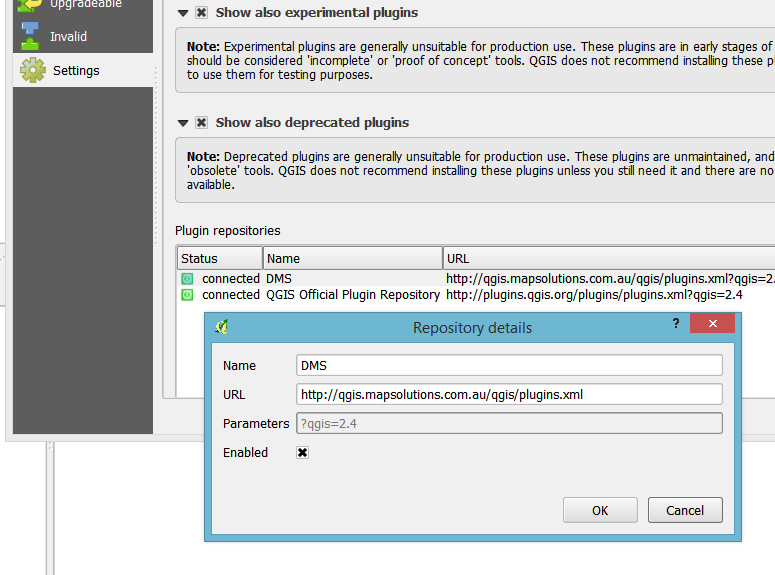 Upgradeable
Invalid
Settings
Show also experimental plugins
Note: Experimental plugins are generally unsuitable for production use. These plugins are in early stages of
should be considered 'incomplete' or 'proof of concept' tools. QGIS does not recommend installing these
to use them for testing purposes.
Show also deprecated plugins
Note: Deprecated plugins are generally unsuitable for production use. These plugins are unmaintained, and
'obsolete' tools. QGIS does not recommend installing these plugins unless you still need it and there are no
available.
Plugin repositories
Status Name URL
connected DMS http://qgis.mapsolutions.com.au/qgis/plugins.xml?qgis=2.
connected QGIS Official Plugin Repository http://plugins.qgis.org/plugins/plugins.xml?qgis=2.4
Repository details
? ×
Name DMS
URL http://qgis.mapsolutions.com.au/qgis/plugins.xml
Parameters ?qgis=2.4
Enabled
OK Cancel